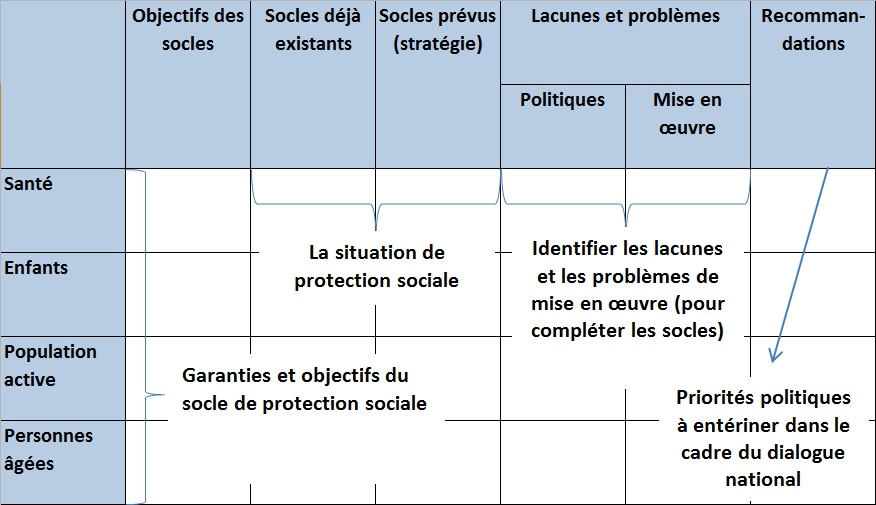 Objectifs des
socles
Socles déjà
existants
Socles prévus
(stratégie)
Lacunes et problèmes
Recomman-
dations
Politiques
Mise en
œuvre
Santé
Enfants
Population
active
Personnes
âgées
La situation de
protection sociale
Identifier les lacunes
et les problèmes de
mise en œuvre (pour
compléter les socles)
Garanties et objectifs du
socle de protection sociale
Priorités politiques
à entériner dans le
cadre du dialogue
national